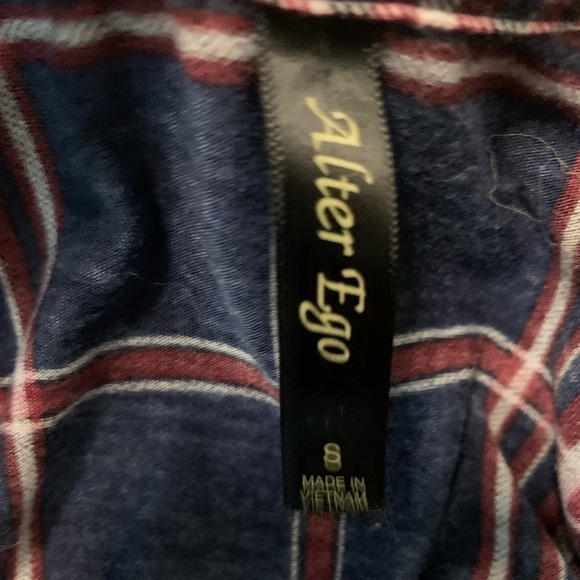 Alter Ego
S
MADE IN
VIETNAM